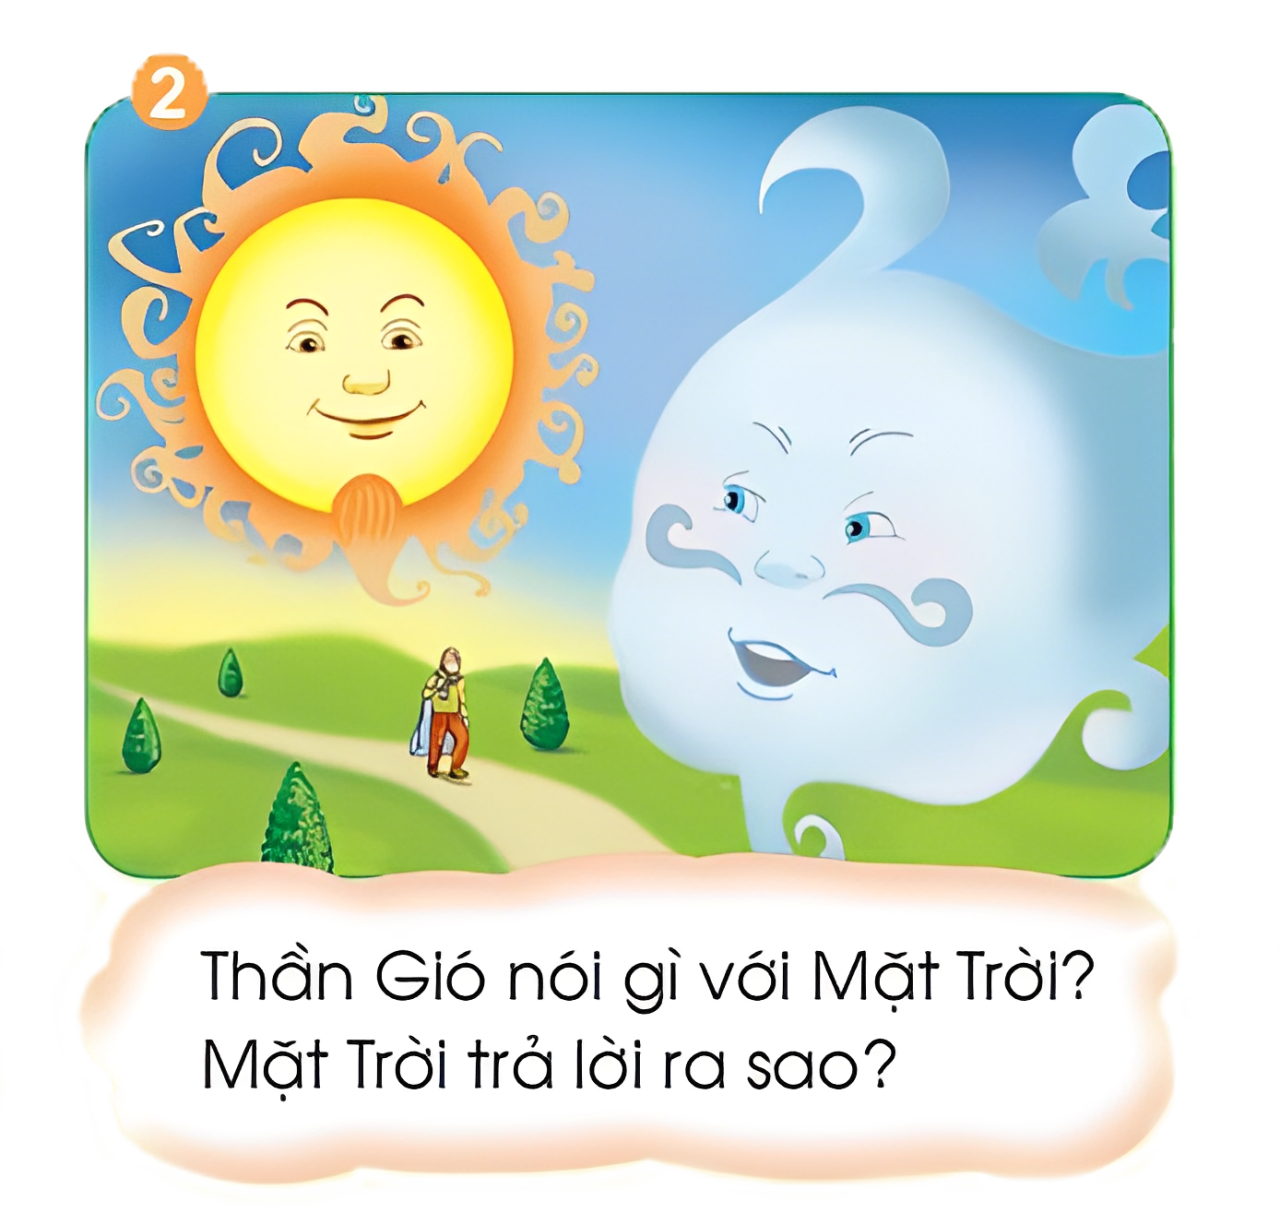 2
Thần Gió nói gì với Mặt Trời?
Mặt Trời trả lời ra sao?